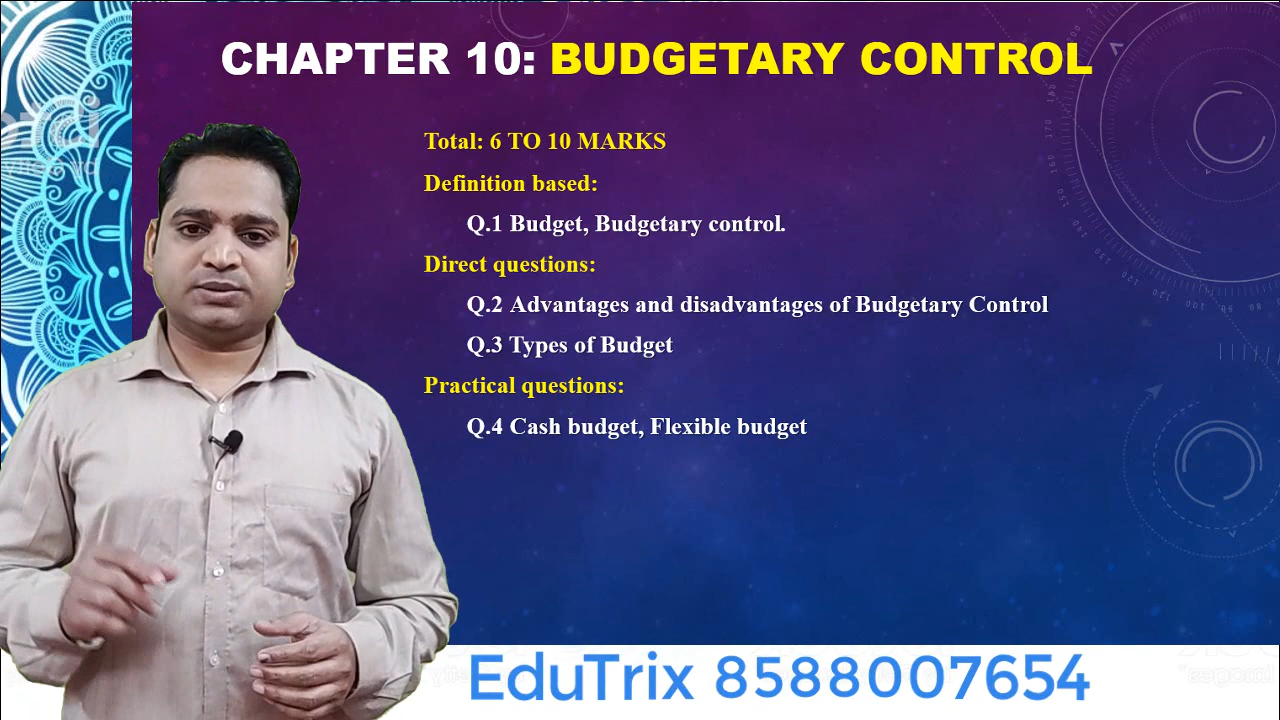 CHAPTER 10: BUDGETARY CONTROL
Total: 6 TO 10 MARKS
Definition based:
Q.1 Budget, Budgetary control.
Direct questions:
Q.2 Advantages and disadvantages of Budgetary Control
Q.3 Types of Budget
Practical questions:
Q.4 Cash budget, Flexible budget
EduTrix 8588007654